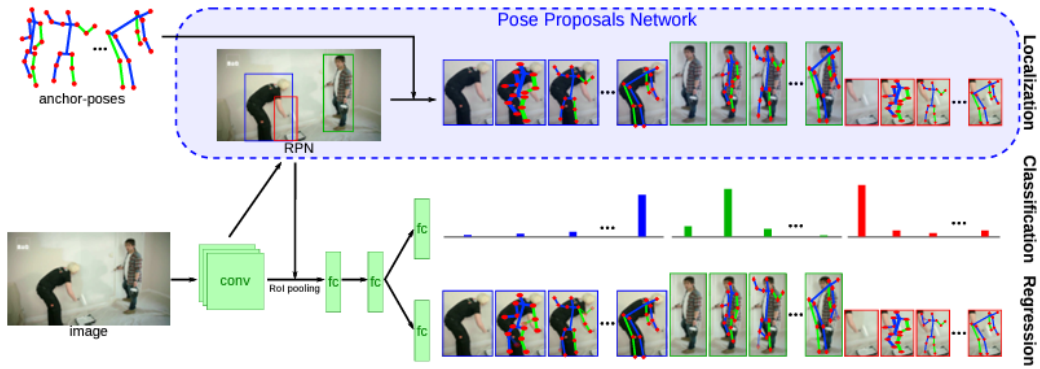 Pose Proposals Network
...
...
...
...
anchor-poses
RPN
Localization
...
...
...
fc
Classification
conv
RoI pooling
fc
fc
image
...
...
...
fc
Regression